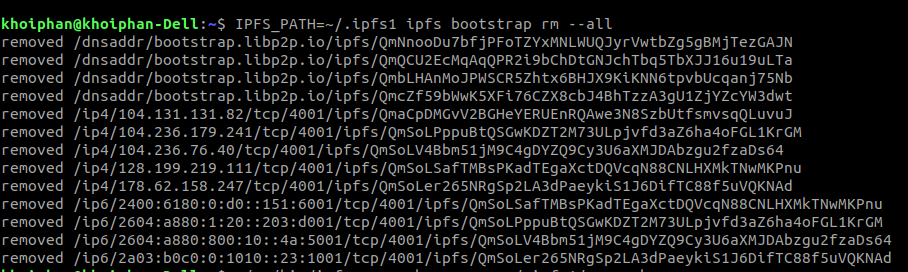 khoiphan@khoiphan-Dell:~$ IPFS_PATH=~/.ipfs1 ipfs bootstrap rm --all
removed /dnsaddr/bootstrap.libp2p.io/ipfs/QmNnooDu7bfjPFoTZYxMNLWUQJyrVwtbZg5gBMjTezGAJN
removed /dnsaddr/bootstrap.libp2p.io/ipfs/QmQCU2EcMqAqQPR2i9bChDtGNJchTbq5TbXJJ16u19uLTa
removed /dnsaddr/bootstrap.libp2p.io/ipfs/QmbLHAnMoJPWSCR5Zhtx6BHJX9KiKNN6tpvbUcqanj75Nb
removed /dnsaddr/bootstrap.libp2p.io/ipfs/QmcZf59bWwK5XFi76CZX8cbJ4BhTzzA3gU1ZjYZcYW3dwt
removed /ip4/104.131.131.82/tcp/4001/ipfs/QmaCpDMGvV2BGHeYERUEnRQAwe3N8SzbUtfsmvsqQLuvuJ
removed /ip4/104.236.179.241/tcp/4001/ipfs/QmSoLPppuBtQSGwKDZT2M73ULpjvfd3aZ6ha4oFGL1KrGM
removed /ip4/104.236.76.40/tcp/4001/ipfs/QmSoLV4Bbm51jM9C4gDYZQ9Cy3U6aXMJDAbzgu2fzaDs64
removed /ip4/128.199.219.111/tcp/4001/ipfs/QmSoLSafTMBsPKadTEgaXctDQVcqN88CNLHXMkTNwMKPnu
removed /ip4/178.62.158.247/tcp/4001/ipfs/QmSoLer265NRgSp2LA3dPaeykiS1J6DifTC88f5uVQKNAd
removed /ip6/2400:6180:0:d0::151:6001/tcp/4001/ipfs/QmSoLSafTMBsPKadTEgaXctDQVcqN88CNLHXMkTNwMKPnu
removed /ip6/2604:a880:1:20::203:d001/tcp/4001/ipfs/QmSoLPppuBtQSGwKDZT2M73ULpjvfd3aZ6ha4oFGL1KrGM
removed /ip6/2604:a880:800:10::4a:5001/tcp/4001/ipfs/QmSoLV4Bbm51jM9C4gDYZQ9Cy3U6aXMJDAbzgu2fzaDs64
removed /ip6/2a03:b0c0:0:1010::23:1001/tcp/4001/ipfs/QmSoLer265NRgSp2LA3dPaeykiS1J6DifTC88f5uVQKNAd